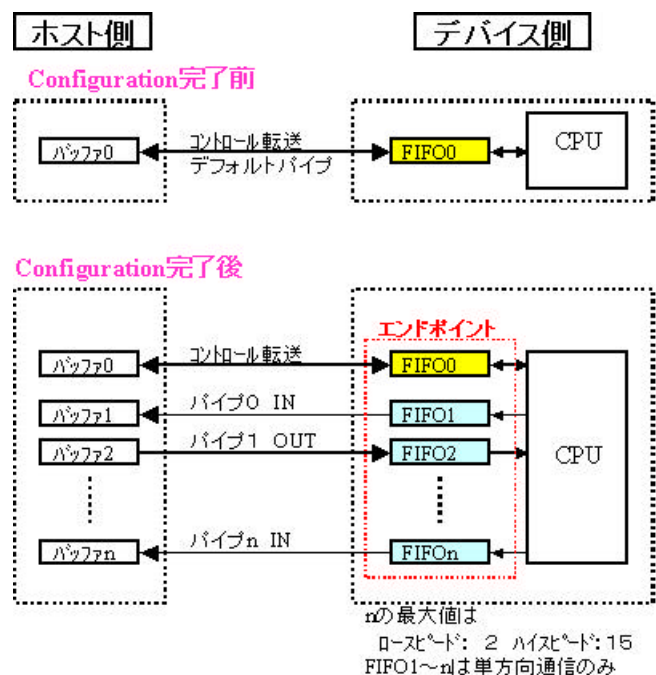 ホスト側
デバイス側
Configuration完了前
バッファ0
コントロール転送
デフォルトパイプ
FIFO0
CPU
Configuration完了後
エンドポイント
バッファ0
コントロール転送
FIFO0
バッファ1
パイプ0 IN
FIFO1
バッファ2
パイプ1 OUT
FIFO2
CPU
バッファn
パイプn IN
FIFOn
nの最大値は
ロースピード: 2 ハイスピード:15
FIFO1~nは単方向通信のみ